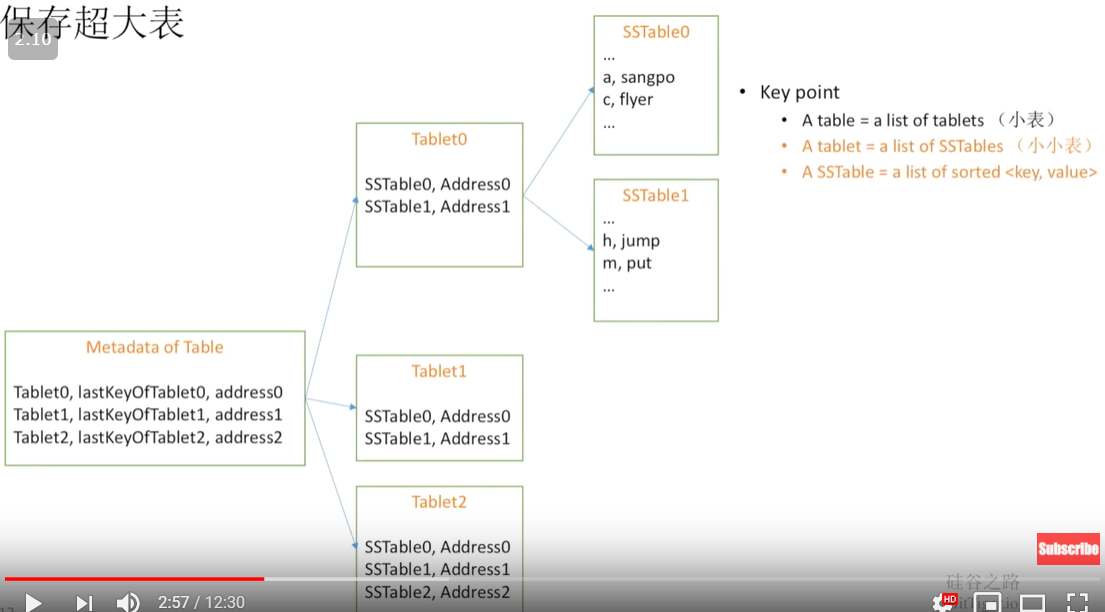 保存超大表
2.10
SSTable0
...
a, sangpo
c, flyer
...
Key point
A table = a list of tablets （小表）
A tablet = a list of SSTables （小小表）
A SSTable = a list of sorted <key, value>
Tablet0
SSTable0, Address0
SSTable1, Address1
SSTable1
...
h, jump
m, put
...
Metadata of Table
Tablet0, lastKeyOfTablet0, address0
Tablet1, lastKeyOfTablet1, address1
Tablet2, lastKeyOfTablet2, address2
Tablet1
SSTable0, Address0
SSTable1, Address1
Tablet2
SSTable0, Address0
SSTable1, Address1
SSTable2, Address2
Subscribe
硅谷之路
2:57 / 12:30
HD